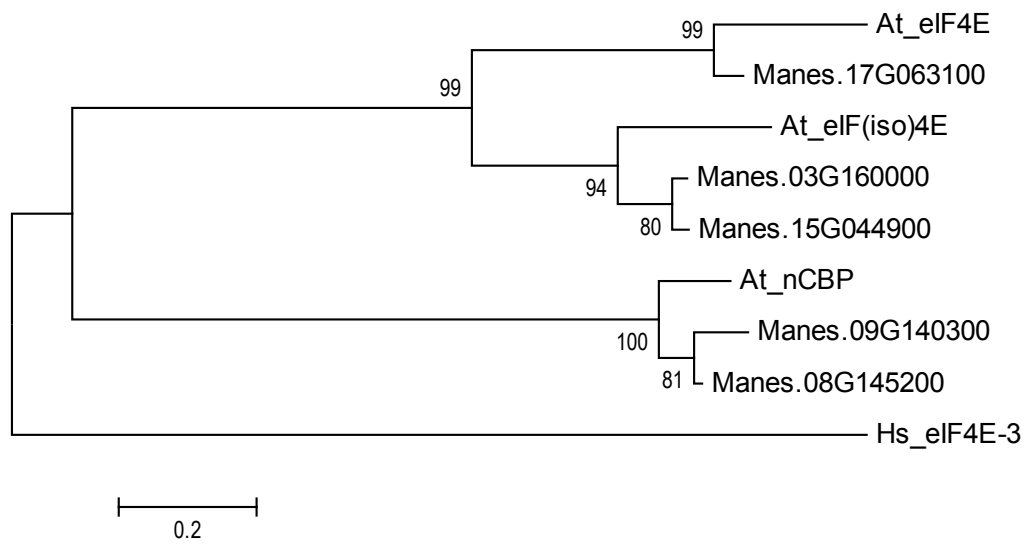 99
At_eIF4E
Manes.17G063100
99
At_eIF(iso)4E
94
Manes.03G160000
80
Manes.15G044900
At_nCBP
100
Manes.09G140300
81
Manes.08G145200
Hs_eIF4E-3
0.2